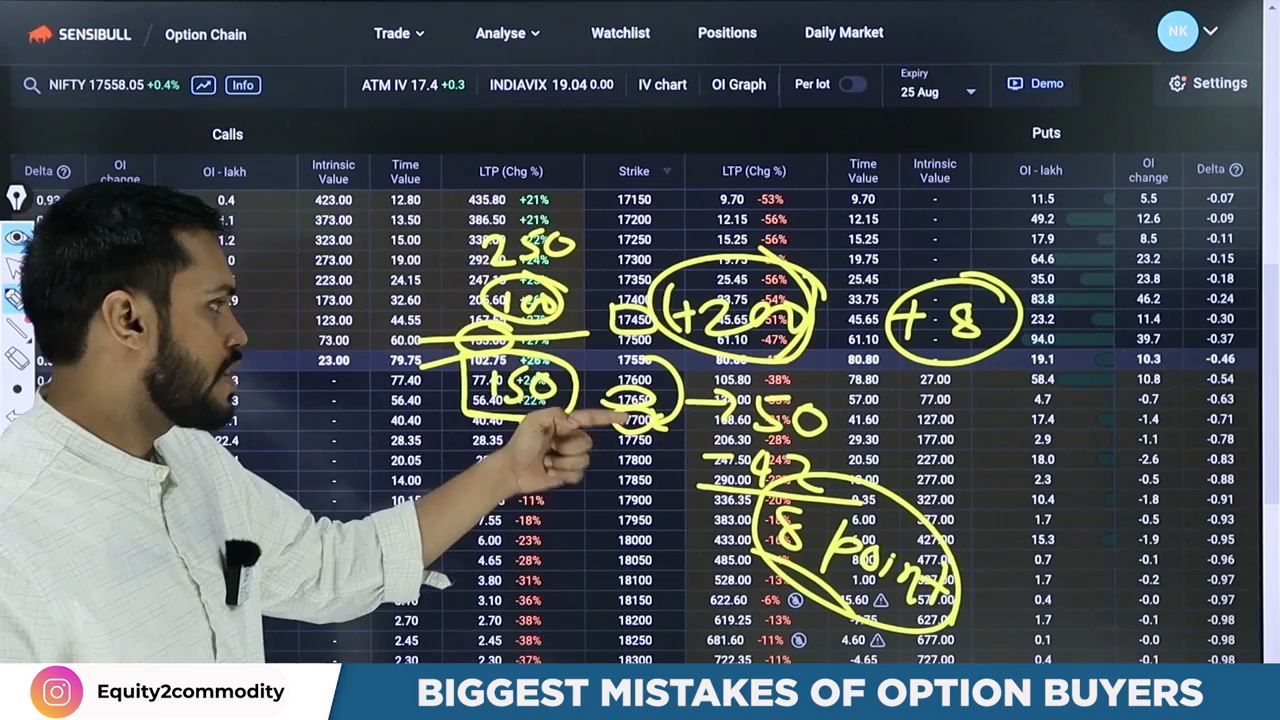 SENSIBULL / Option Chain Trade Analyse Watchlist Positions Daily Market NK
NIFTY 17558.05 +0.4% Info ATM IV 17.4 +0.3 INDIAVIX 19.04 0.00 IV chart OI Graph Per lot Expiry 25 Aug Demo Settings
Calls Puts
Delta OI change OI - lakh Intrinsic Value Time Value LTP (Chg %) Strike LTP (Chg %) Time Value Intrinsic Value OI - lakh OI change Delta
0.4 423.00 12.80 435.80 +21% 17150 9.70 -53% 9.70 - 11.5 5.5 -0.07
373.00 13.50 386.50 +21% 17200 12.15 -56% 12.15 - 49.2 12.6 -0.09
323.00 15.00 17250 15.25 -56% 15.25 - 17.9 8.5 -0.11
273.00 19.00 17300 19.75 - 64.6 23.2 -0.15
223.00 24.15 17350 25.45 -56% 25.45 - 35.0 23.8 -0.18
173.00 32.60 33.75 - 83.8 46.2 -0.24
123.00 44.55 17450 45.65 - 23.2 11.4 -0.30
73.00 60.00 17500 61.10 -47% 61.10 - 94.0 39.7 -0.37
23.00 79.75 102.75 +26% 80.80 - 19.1 10.3 -0.46
- 77.40 17600 105.80 -38% 78.80 27.00 58.4 10.8 -0.54
- 56.40 56.40 57.00 77.00 4.7 -0.7 -0.63
- 40.40 40.40 41.60 127.00 17.4 -1.4 -0.71
22.4 - 28.35 28.35 17750 206.30 -28% 29.30 177.00 2.9 -1.1 -0.78
- 20.05 17800 247.50 20.50 227.00 18.0 -2.6 -0.83
- 14.00 17850 290.00 277.00 2.3 -0.5 -0.88
- -11% 17900 336.35 327.00 10.4 -1.8 -0.91
7.55 -18% 17950 383.00 6.00 1.7 -0.5 -0.93
6.00 -23% 18000 433.00 15.3 -1.9 -0.95
4.65 -28% 18050 485.00 0.7 -0.1 -0.96
3.80 -31% 18100 528.00 1.00 1.7 -0.2 -0.97
3.10 -36% 18150 622.60 -6% 0.4 -0.0 -0.97
2.70 2.70 -38% 18200 619.25 -13% 1.7 -0.1 -0.98
2.45 2.45 -38% 18250 681.60 -11% 4.60 677.00 0.1 -0.0 -0.98
2.30 2.30 -37% 18300 722.35 -11% -4.65 727.00 0.4 -0.1 -0.98
250
100
+200
+ 8
150
50
- 42
8 point
Equity2commodity
BIGGEST MISTAKES OF OPTION BUYERS